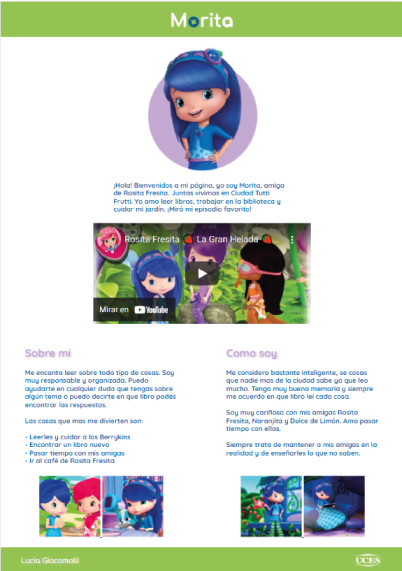 Morita
¡Hola! Bienvenidos a mi página, yo soy Morita, amiga
de Rosita Fresita. Juntas vivimos en Ciudad Tutti
Frutti. Yo amo leer libros, trabajar en la biblioteca y
cuidar mi jardín. ¡Mirá mi episodio favorito!
Rosita Fresita 🍓 La Gran Helada 🍓
Mirar en YouTube
Sobre mi
Me encanta leer sobre todo tipo de cosas. Soy
muy responsable y organizada. Puedo
ayudarte en cualquier duda que tengas sobre
algún tema o puedo decirte en que libro podés
encontrar las respuestas.
Las cosas que mas me divierten son:
- Leerles y cuidar a los Berrykins
- Encontrar un libro nuevo
- Pasar tiempo con mis amigas
- Ir al café de Rosita Fresita
Como soy
Me considero bastante inteligente, se cosas
que nadie mas de la ciudad sabe ya que leo
mucho. Tengo muy buena memoria y siempre
me acuerdo en que libro leí cada cosa.
Soy muy cariñosa con mis amigas Rosita
Fresita, Naranjita y Dulce de Limón. Amo pasar
tiempo con ellas.
Siempre trato de mantener a mis amigas en la
realidad y de enseñarles lo que no saben.
Lucia Giacomolli
UCES